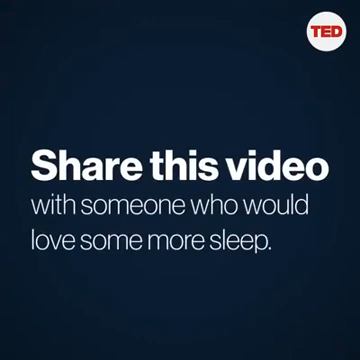 TED
Share this video
with someone who would
love some more sleep.